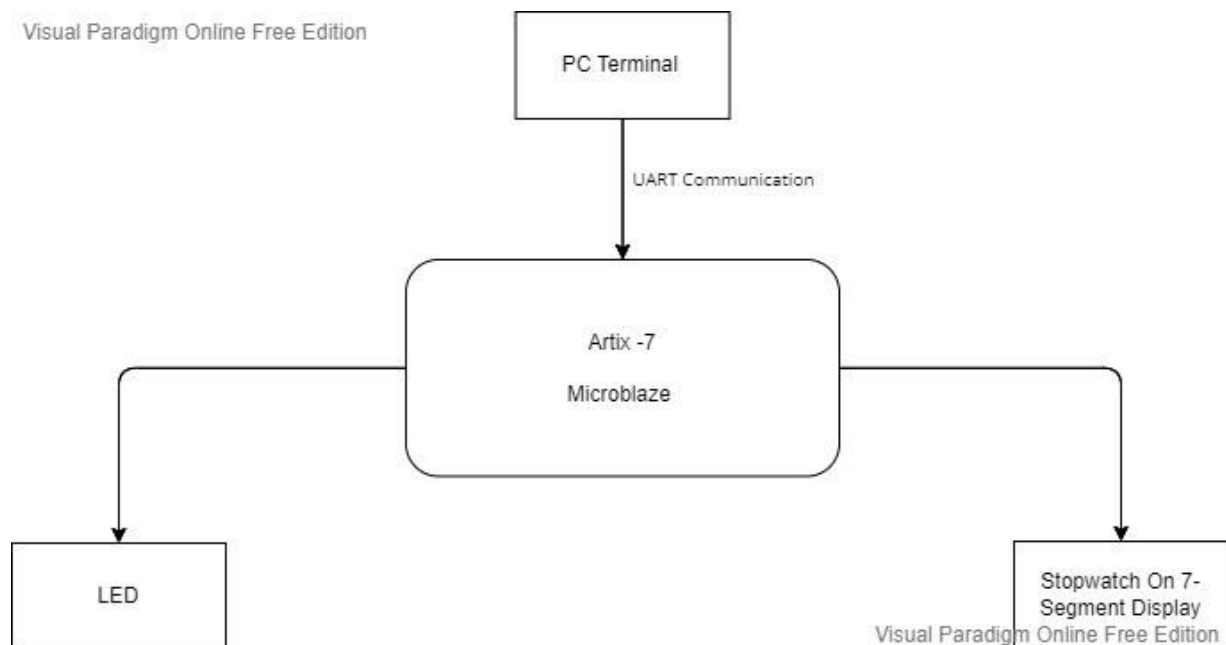 Visual Paradigm Online Free Edition
PC Terminal
UART Communication
Artix -7
Microblaze
LED
Stopwatch On 7-
Segment Display
Visual Paradigm Online Free Edition